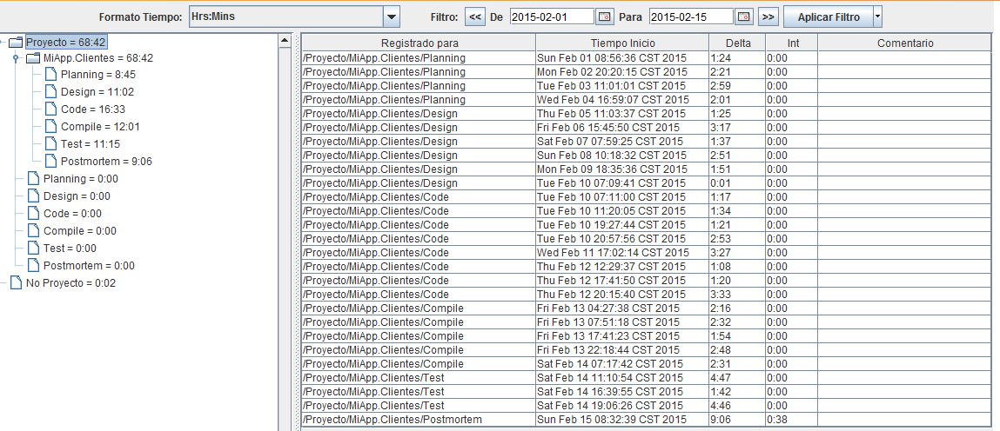 Formato Tiempo: Hrs:Mins Filtro: << De 2015-02-01 Para 2015-02-15 >> Aplicar Filtro
Proyecto = 68:42
MiApp.Clientes = 68:42
Planning = 8:45
Design = 11:02
Code = 16:33
Compile = 12:01
Test = 11:15
Postmortem = 9:06
Planning = 0:00
Design = 0:00
Code = 0:00
Compile = 0:00
Test = 0:00
Postmortem = 0:00
No Proyecto = 0:02
Registrado para Tiempo Inicio Delta Int Comentario
/Proyecto/MiApp.Clientes/Planning Sun Feb 01 08:56:36 CST 2015 1:24 0:00
/Proyecto/MiApp.Clientes/Planning Mon Feb 02 20:20:15 CST 2015 2:21 0:00
/Proyecto/MiApp.Clientes/Planning Tue Feb 03 11:01:01 CST 2015 2:59 0:00
/Proyecto/MiApp.Clientes/Planning Wed Feb 04 16:59:07 CST 2015 2:01 0:00
/Proyecto/MiApp.Clientes/Design Thu Feb 05 11:03:37 CST 2015 1:25 0:00
/Proyecto/MiApp.Clientes/Design Fri Feb 06 15:45:50 CST 2015 3:17 0:00
/Proyecto/MiApp.Clientes/Design Sat Feb 07 07:59:25 CST 2015 1:37 0:00
/Proyecto/MiApp.Clientes/Design Sun Feb 08 10:18:32 CST 2015 2:51 0:00
/Proyecto/MiApp.Clientes/Design Mon Feb 09 18:35:36 CST 2015 1:51 0:00
/Proyecto/MiApp.Clientes/Design Tue Feb 10 07:09:41 CST 2015 0:01 0:00
/Proyecto/MiApp.Clientes/Code Tue Feb 10 07:11:00 CST 2015 1:17 0:00
/Proyecto/MiApp.Clientes/Code Tue Feb 10 11:20:05 CST 2015 1:34 0:00
/Proyecto/MiApp.Clientes/Code Tue Feb 10 19:27:44 CST 2015 1:21 0:00
/Proyecto/MiApp.Clientes/Code Tue Feb 10 20:57:56 CST 2015 2:53 0:00
/Proyecto/MiApp.Clientes/Code Wed Feb 11 17:02:14 CST 2015 3:27 0:00
/Proyecto/MiApp.Clientes/Code Thu Feb 12 12:29:37 CST 2015 1:08 0:00
/Proyecto/MiApp.Clientes/Code Thu Feb 12 17:41:50 CST 2015 1:20 0:00
/Proyecto/MiApp.Clientes/Code Thu Feb 12 20:15:40 CST 2015 3:33 0:00
/Proyecto/MiApp.Clientes/Compile Fri Feb 13 04:27:38 CST 2015 2:16 0:00
/Proyecto/MiApp.Clientes/Compile Fri Feb 13 07:51:18 CST 2015 2:32 0:00
/Proyecto/MiApp.Clientes/Compile Fri Feb 13 17:41:23 CST 2015 1:54 0:00
/Proyecto/MiApp.Clientes/Compile Fri Feb 13 22:18:44 CST 2015 2:48 0:00
/Proyecto/MiApp.Clientes/Compile Sat Feb 14 07:17:42 CST 2015 2:31 0:00
/Proyecto/MiApp.Clientes/Test Sat Feb 14 11:10:54 CST 2015 4:47 0:00
/Proyecto/MiApp.Clientes/Test Sat Feb 14 16:39:55 CST 2015 1:42 0:00
/Proyecto/MiApp.Clientes/Test Sat Feb 14 19:06:26 CST 2015 4:46 0:00
/Proyecto/MiApp.Clientes/Postmortem Sun Feb 15 08:32:39 CST 2015 9:06 0:38